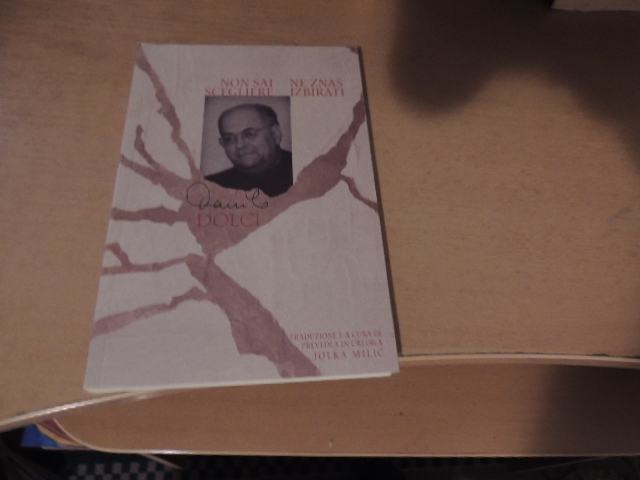 NON SAI
SCEGLIERE
NE ZNAŠ
IZBIRATI
Danilo
DOLCI
TRADUZIONE E A CURA DI
PREVEDLA IN UREDILA
JOLKA MILIČ